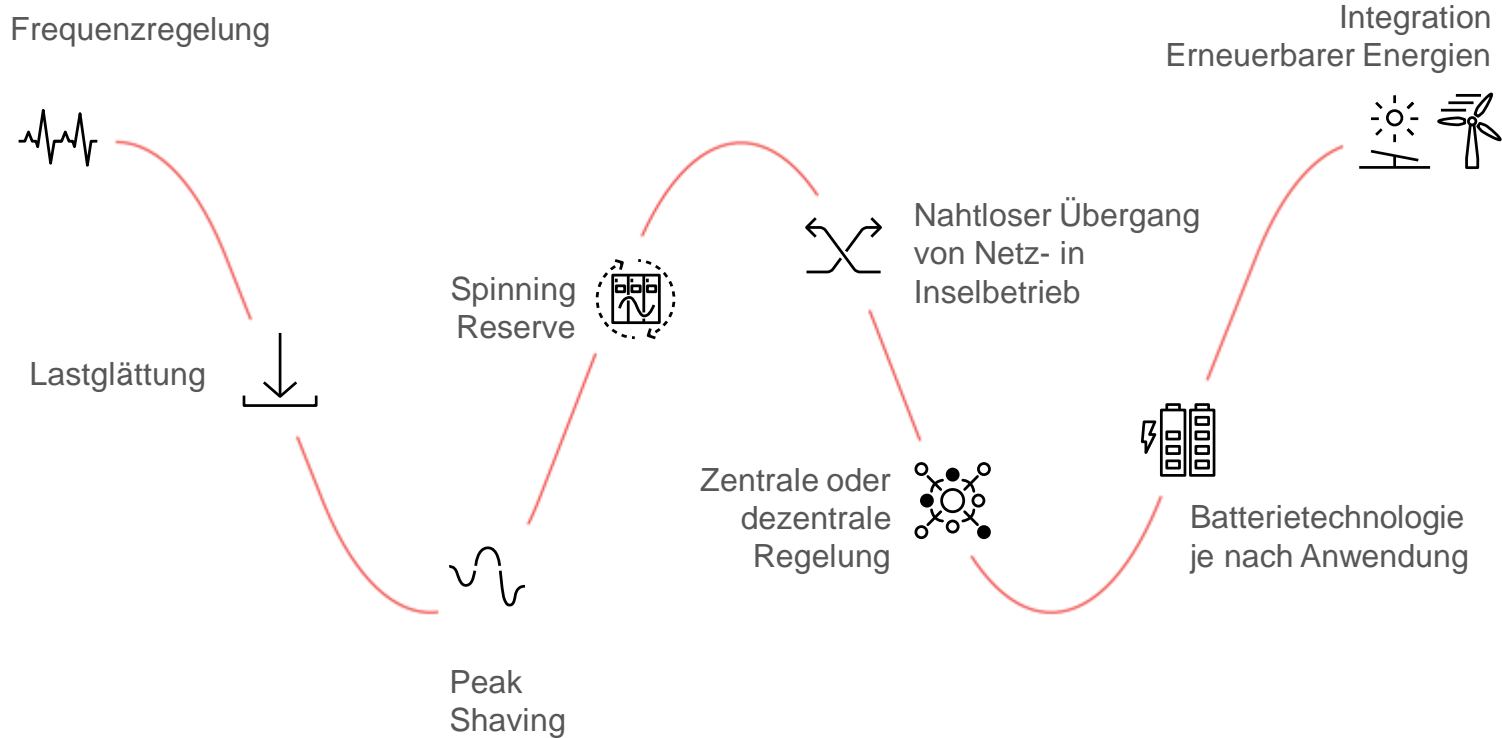 Frequenzregelung
Lastglättung
Peak
Shaving
Spinning
Reserve
Nahtloser Übergang
von Netz- in
Inselbetrieb
Zentrale oder
dezentrale
Regelung
Batterietechnologie
je nach Anwendung
Integration
Erneuerbarer Energien